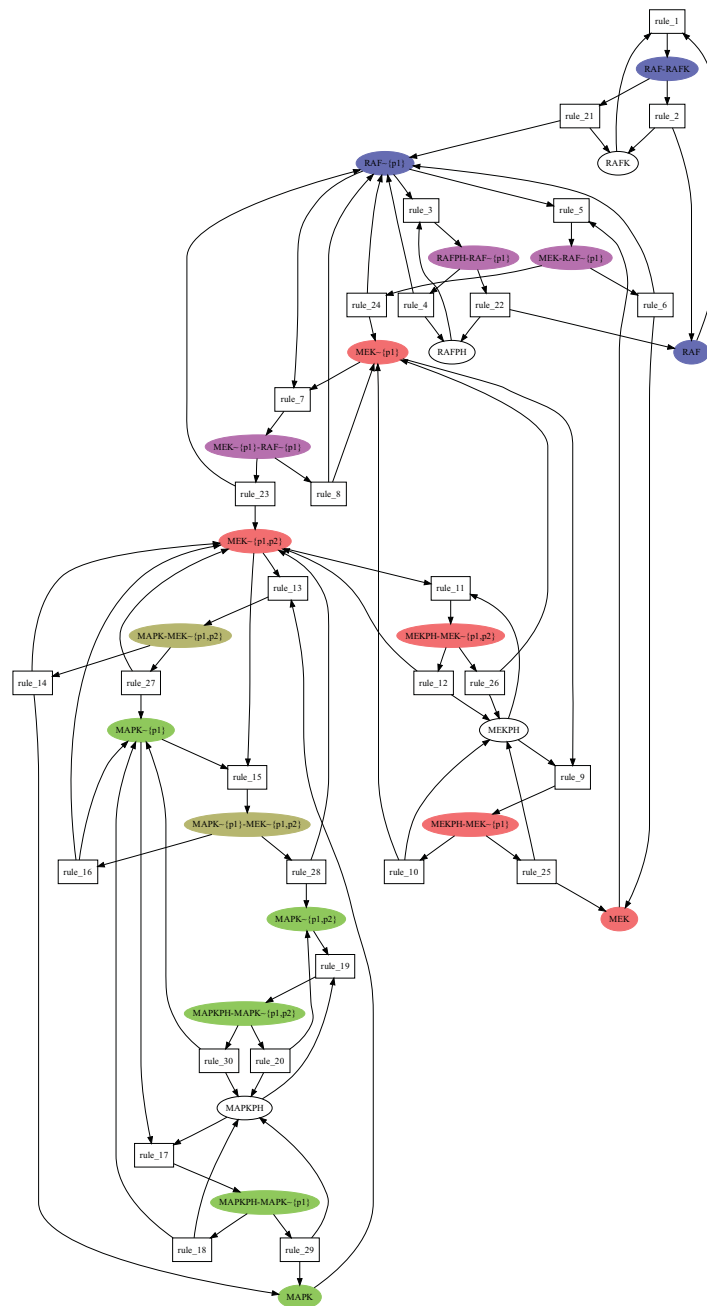 rule_1
RAF-RAFK
rule_21
rule_2
RAF~{p1}
RAFK
rule_3
rule_5
RAFPH-RAF~{p1}
MEK-RAF~{p1}
rule_24
rule_4
rule_22
rule_6
MEK~{p1}
RAFPH
RAF
rule_7
MEK~{p1}-RAF~{p1}
rule_23
rule_8
MEK~{p1,p2}
rule_13
rule_11
MAPK-MEK~{p1,p2}
MEKPH-MEK~{p1,p2}
rule_14
rule_27
rule_12
rule_26
MAPK~{p1}
MEKPH
rule_15
rule_9
MAPK~{p1}-MEK~{p1,p2}
MEKPH-MEK~{p1}
rule_16
rule_28
rule_10
rule_25
MAPK~{p1,p2}
MEK
rule_19
MAPKPH-MAPK~{p1,p2}
rule_30
rule_20
MAPKPH
rule_17
MAPKPH-MAPK~{p1}
rule_18
rule_29
MAPK